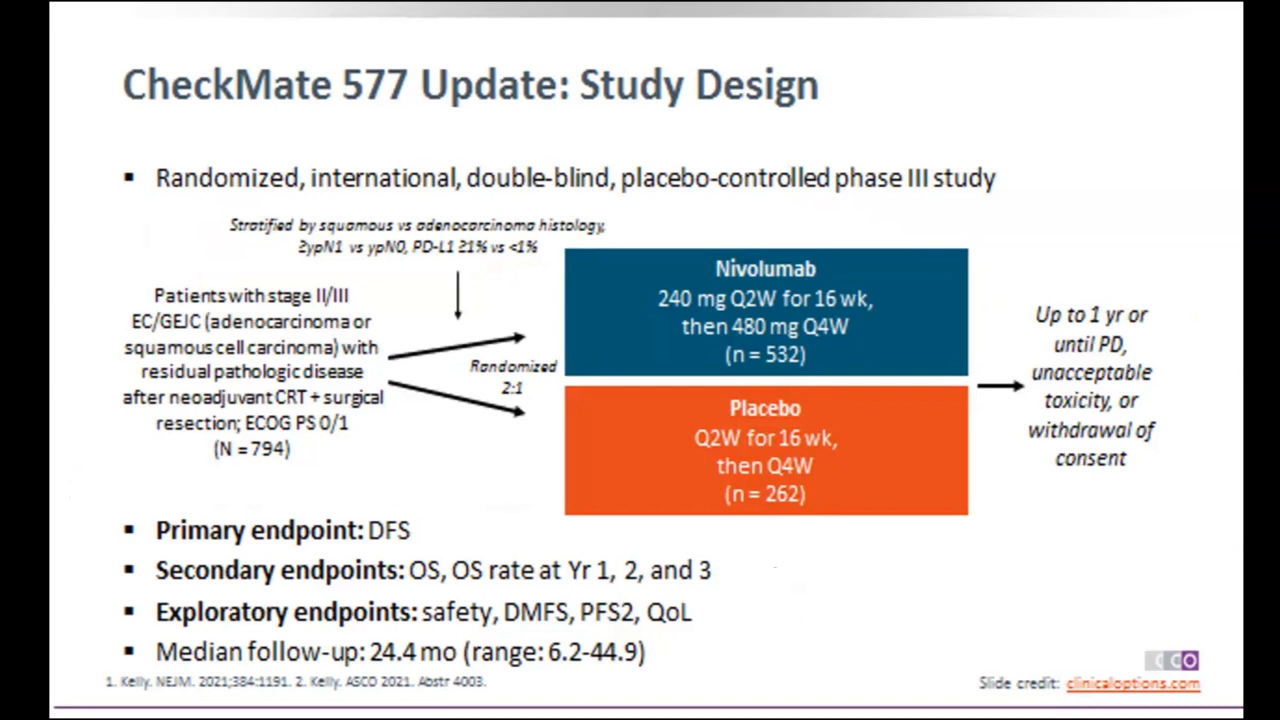 CheckMate 577 Update: Study Design
▪ Randomized, international, double-blind, placebo-controlled phase III study
Stratified by squamous vs adenocarcinoma histology,
2ypN1 vs ypN0, PD-L1 21% vs <1%
Patients with stage II/III
EC/GEJC (adenocarcinoma or
squamous cell carcinoma) with
residual pathologic disease
after neoadjuvant CRT + surgical
resection; ECOG PS 0/1
(N = 794)
Randomized
2:1
Nivolumab
240 mg Q2W for 16 wk,
then 480 mg Q4W
(n = 532)
Placebo
Q2W for 16 wk,
then Q4W
(n = 262)
Up to 1 yr or
until PD,
unacceptable
toxicity, or
withdrawal of
consent
▪ Primary endpoint: DFS
▪ Secondary endpoints: OS, OS rate at Yr 1, 2, and 3
▪ Exploratory endpoints: safety, DMFS, PFS2, QoL
▪ Median follow-up: 24.4 mo (range: 6.2-44.9)
1. Kelly. NEJM. 2021;384:1191. 2. Kelly. ASCO 2021. Abstr 4003.
CCO
Slide credit: clinicaloptions.com